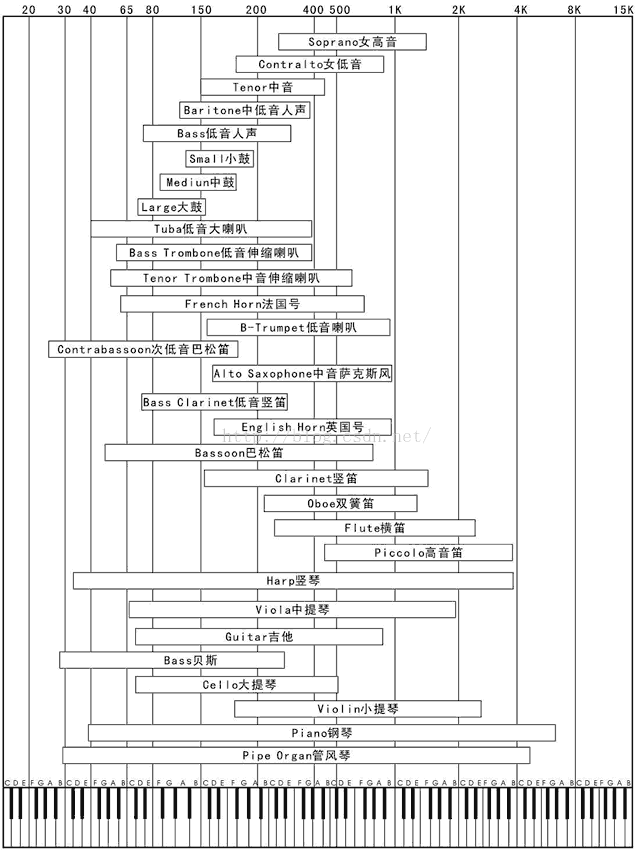 20 30 40 65 80 150 200 400 500 1K 2K 4K 8K 15K
Soprano女高音
Contralto女低音
Tenor中音
Baritone中低音人声
Bass低音人声
Small小鼓
Mediun中鼓
Large大鼓
Tuba低音大喇叭
Bass Trombone低音伸缩喇叭
Tenor Trombone中音伸缩喇叭
French Horn法国号
B-Trumpet低音喇叭
Contrabassoon次低音巴松笛
Alto Saxophone中音萨克斯风
Bass Clarinet低音竖笛
English Horn英国号
http://blog.csdn.net/
Bassoon巴松笛
Clarinet竖笛
Oboe双簧笛
Flute横笛
Piccolo高音笛
Harp竖琴
Viola中提琴
Guitar吉他
Bass贝斯
Cello大提琴
Violin小提琴
Piano钢琴
Pipe Organ管风琴